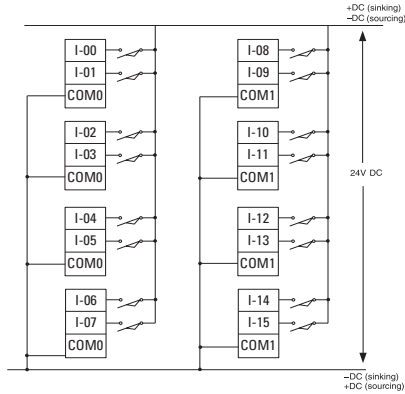 +DC (sinking)
−DC (sourcing)
I-00
I-01
COM0
I-02
I-03
COM0
I-04
I-05
COM0
I-06
I-07
COM0
I-08
I-09
COM1
I-10
I-11
COM1
I-12
I-13
COM1
I-14
I-15
COM1
24V DC
−DC (sinking)
+DC (sourcing)